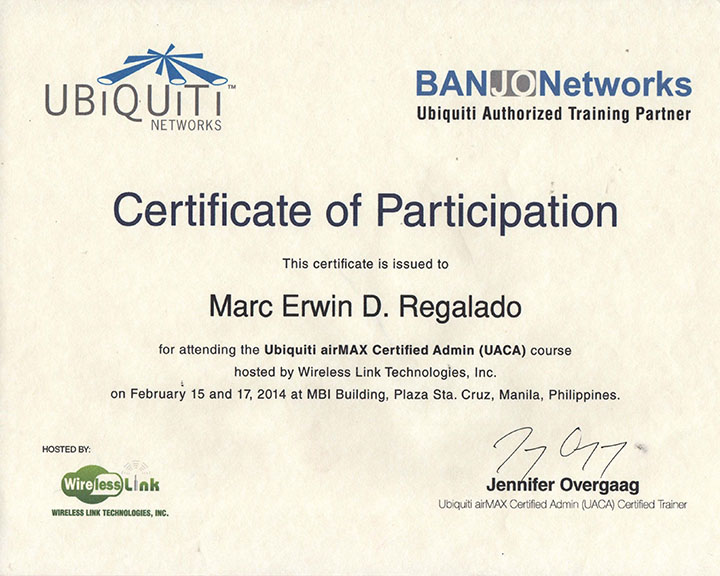 UBiQUiTi™
NETWORKS
BANJONetworks
Ubiquiti Authorized Training Partner
Certificate of Participation
This certificate is issued to
Marc Erwin D. Regalado
for attending the Ubiquiti airMAX Certified Admin (UACA) course
hosted by Wireless Link Technologies, Inc.
on February 15 and 17, 2014 at MBI Building, Plaza Sta. Cruz, Manila, Philippines.
HOSTED BY:
WirelessLink
WIRELESS LINK TECHNOLOGIES, INC.
Jennifer Overgaag
Ubiquiti airMAX Certified Admin (UACA) Certified Trainer